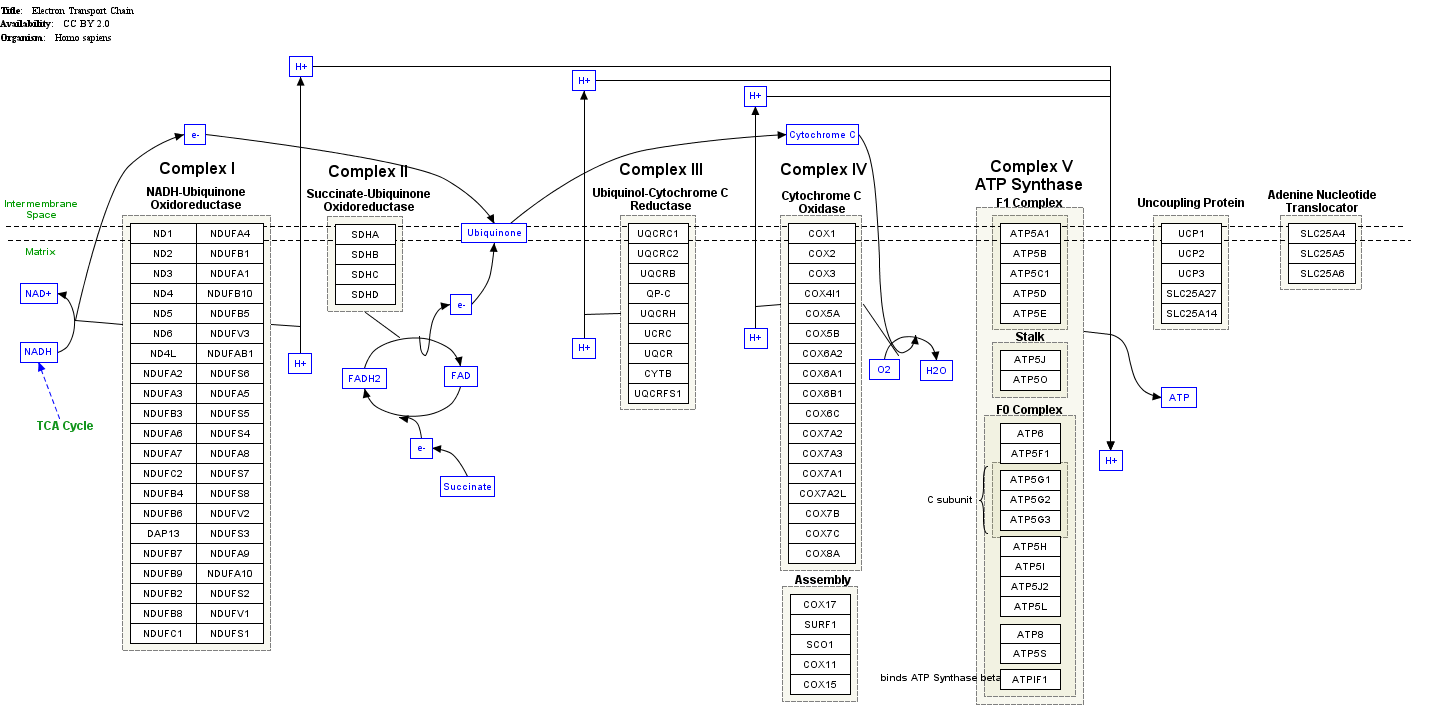 Title: Electron Transport Chain
Availability: CC BY 2.0
Organism: Homo sapiens
H+
H+
H+
e-
Cytochrome C
Complex I
NADH-Ubiquinone
Oxidoreductase
Complex II
Succinate-Ubiquinone
Oxidoreductase
Complex III
Ubiquinol-Cytochrome C
Reductase
Complex IV
Cytochrome C
Oxidase
Complex V
ATP Synthase
F1 Complex
Uncoupling Protein
Adenine Nucleotide
Translocator
Intermembrane
Space
Matrix
NAD+
NADH
TCA Cycle
ND1 NDUFA4
ND2 NDUFB1
ND3 NDUFA1
ND4 NDUFB10
ND5 NDUFB5
ND6 NDUFV3
ND4L NDUFAB1
NDUFA2 NDUFS6
NDUFA3 NDUFA5
NDUFB3 NDUFS5
NDUFA6 NDUFS4
NDUFA7 NDUFA8
NDUFC2 NDUFS7
NDUFB4 NDUFS8
NDUFB6 NDUFV2
DAP13 NDUFS3
NDUFB7 NDUFA9
NDUFB9 NDUFA10
NDUFB2 NDUFS2
NDUFB8 NDUFV1
NDUFC1 NDUFS1
H+
SDHA
SDHB
SDHC
SDHD
Ubiquinone
e-
FADH2
FAD
e-
Succinate
H+
UQCRC1
UQCRC2
UQCRB
QP-C
UQCRH
UCRC
UQCR
CYTB
UQCRFS1
H+
COX1
COX2
COX3
COX4I1
COX5A
COX5B
COX6A2
COX6A1
COX6B1
COX6C
COX7A2
COX7A3
COX7A1
COX7A2L
COX7B
COX7C
COX8A
Assembly
COX17
SURF1
SCO1
COX11
COX15
O2
H2O
ATP5A1
ATP5B
ATP5C1
ATP5D
ATP5E
Stalk
ATP5J
ATP5O
F0 Complex
ATP6
ATP5F1
C subunit
ATP5G1
ATP5G2
ATP5G3
ATP5H
ATP5I
ATP5J2
ATP5L
ATP8
ATP5S
binds ATP Synthase beta
ATPIF1
H+
ATP
UCP1
UCP2
UCP3
SLC25A27
SLC25A14
SLC25A4
SLC25A5
SLC25A6